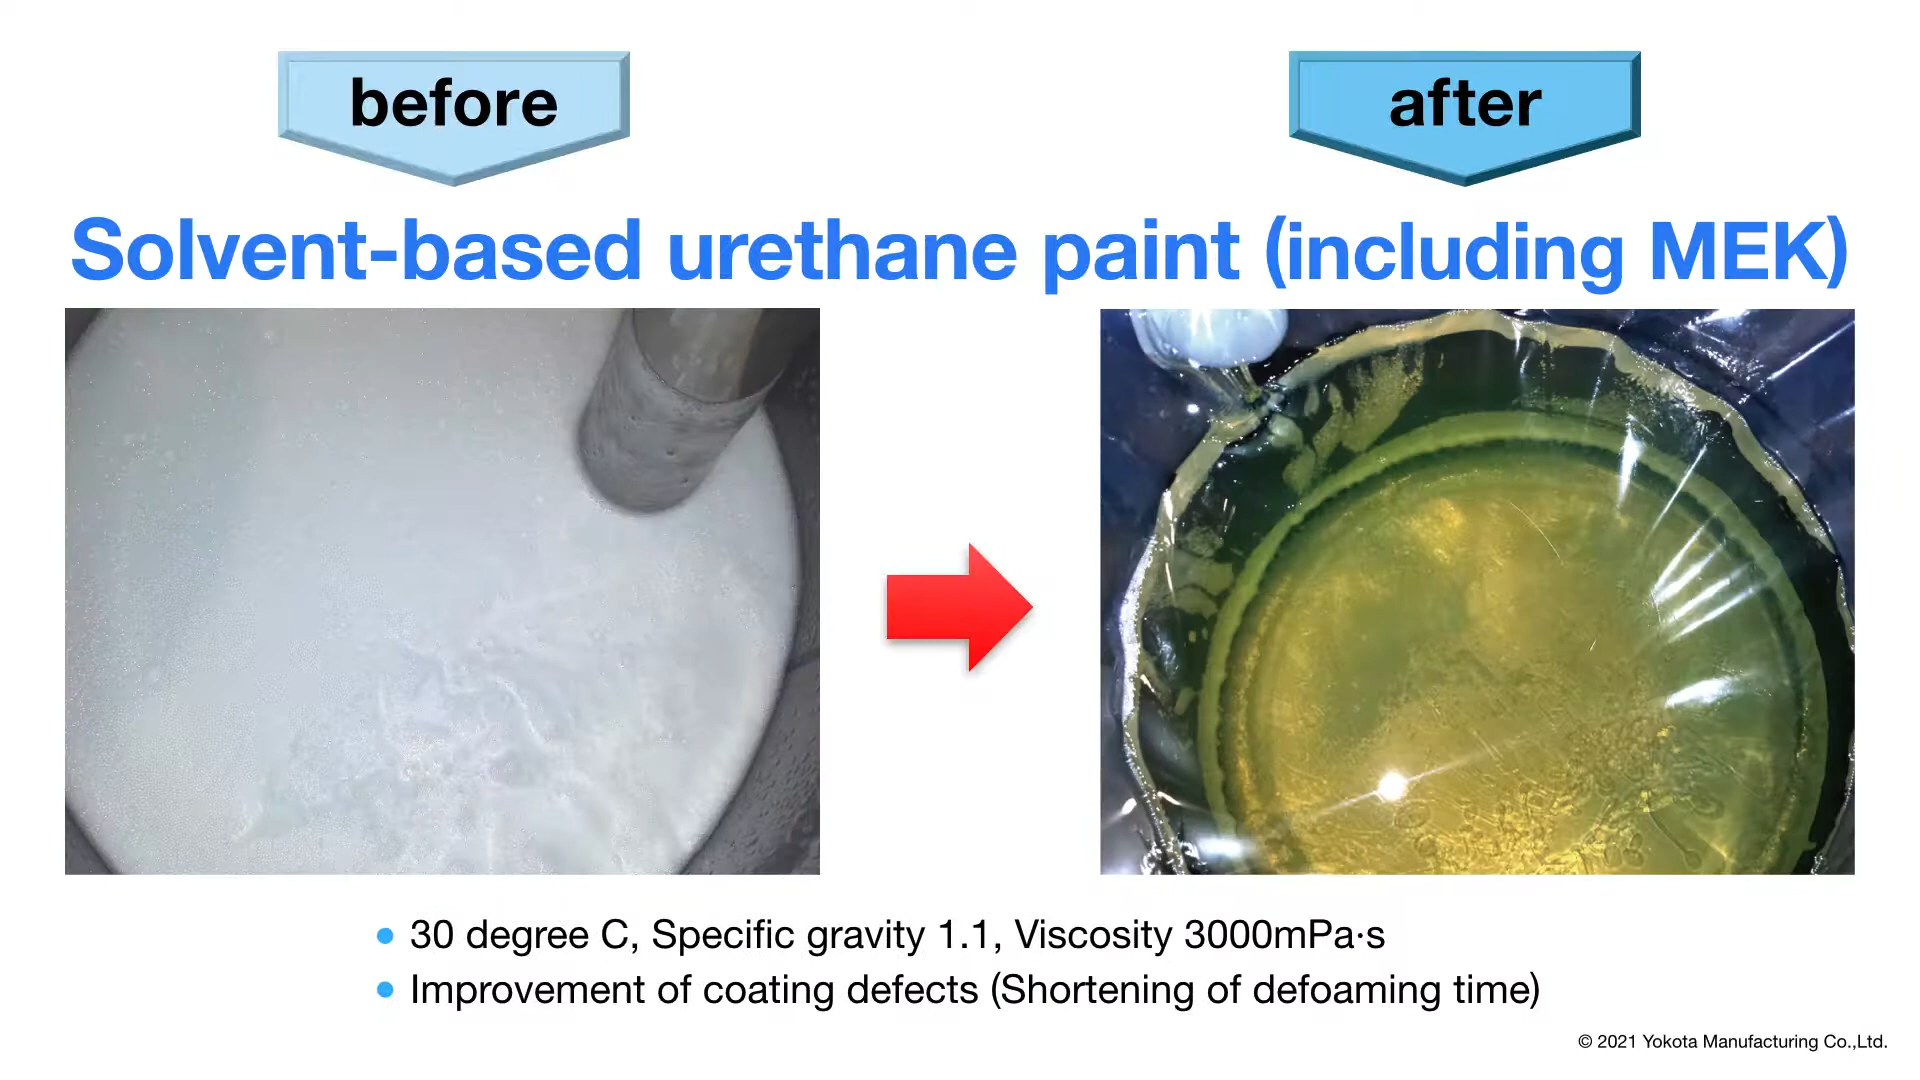 before
after
Solvent-based urethane paint (including MEK)
• 30 degree C, Specific gravity 1.1, Viscosity 3000mPa·s
• Improvement of coating defects (Shortening of defoaming time)
© 2021 Yokota Manufacturing Co.,Ltd.